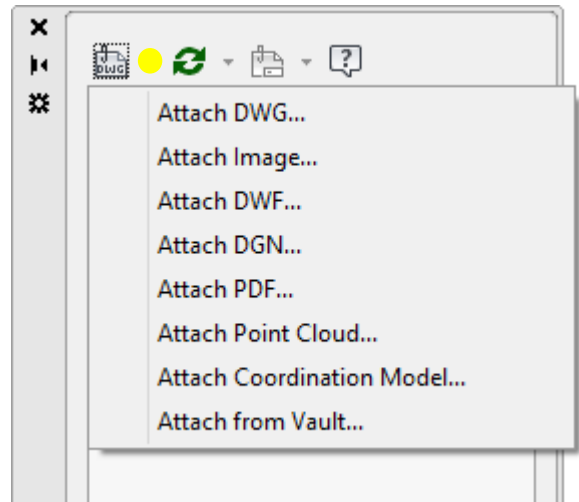 DWG
Attach DWG...
Attach Image...
Attach DWF...
Attach DGN...
Attach PDF...
Attach Point Cloud...
Attach Coordination Model...
Attach from Vault...